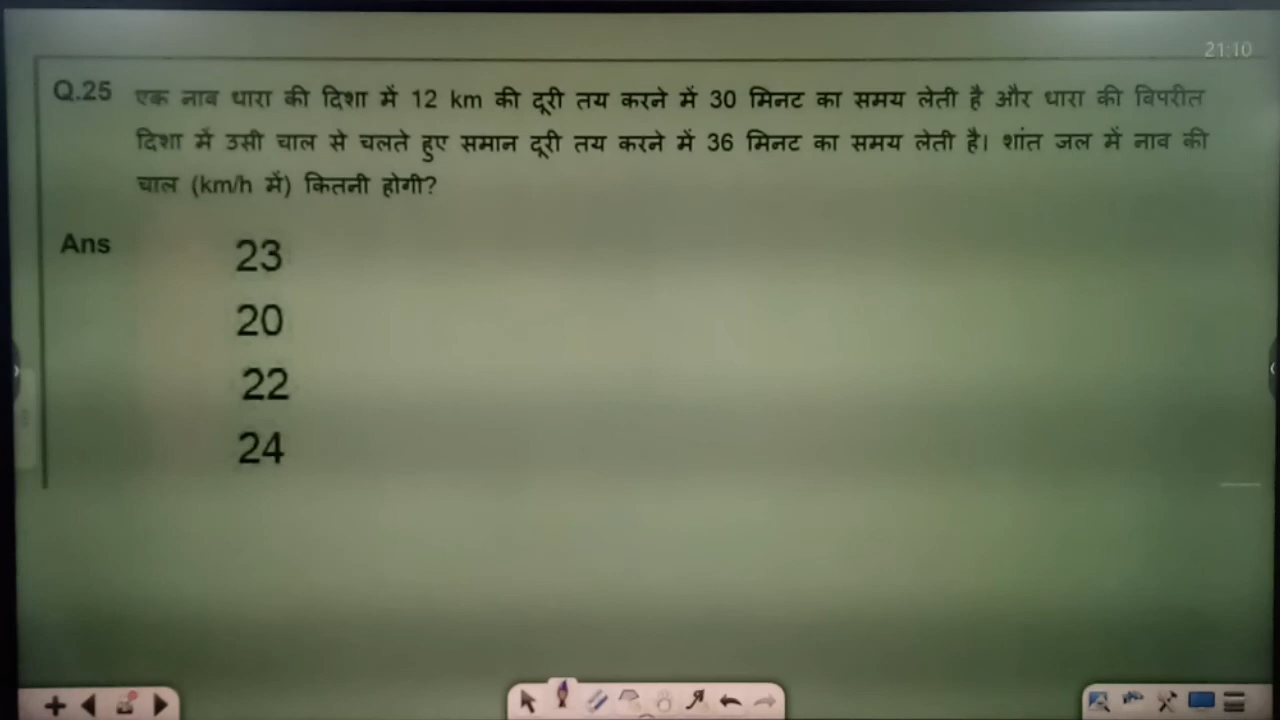 21:10
Q.25 एक नाव धारा की दिशा में 12 km की दूरी तय करने में 30 मिनट का समय लेती है और धारा की विपरीत
दिशा में उसी चाल से चलते हुए समान दूरी तय करने में 36 मिनट का समय लेती है। शांत जल में नाव की
चाल (km/h में) कितनी होगी?
Ans 23
20
22
24